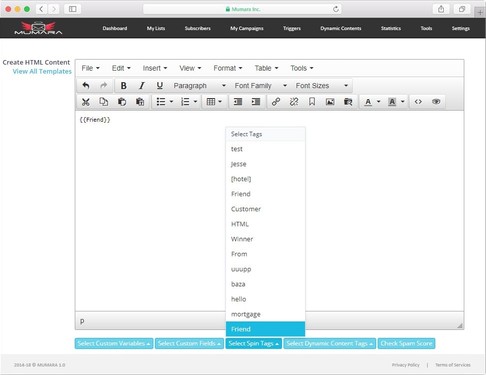 Mumara Inc.
MUMARA
Dashboard My Lists Subscribers My Campaigns Triggers Dynamic Contents Statistics Tools Settings
Create HTML Content
View All Templates
File Edit Insert View Format Table Tools
B I U Paragraph Font Family Font Sizes
A A
{{Friend}}
Select Tags
test
Jesse
[hotel]
Friend
Customer
HTML
Winner
From
uuupp
baza
hello
mortgage
Friend
p
Select Custom Variables Select Custom Fields Select Spin Tags Select Dynamic Content Tags Check Spam Score
2016-18 © MUMARA 2.0 Privacy Policy | Terms of Services